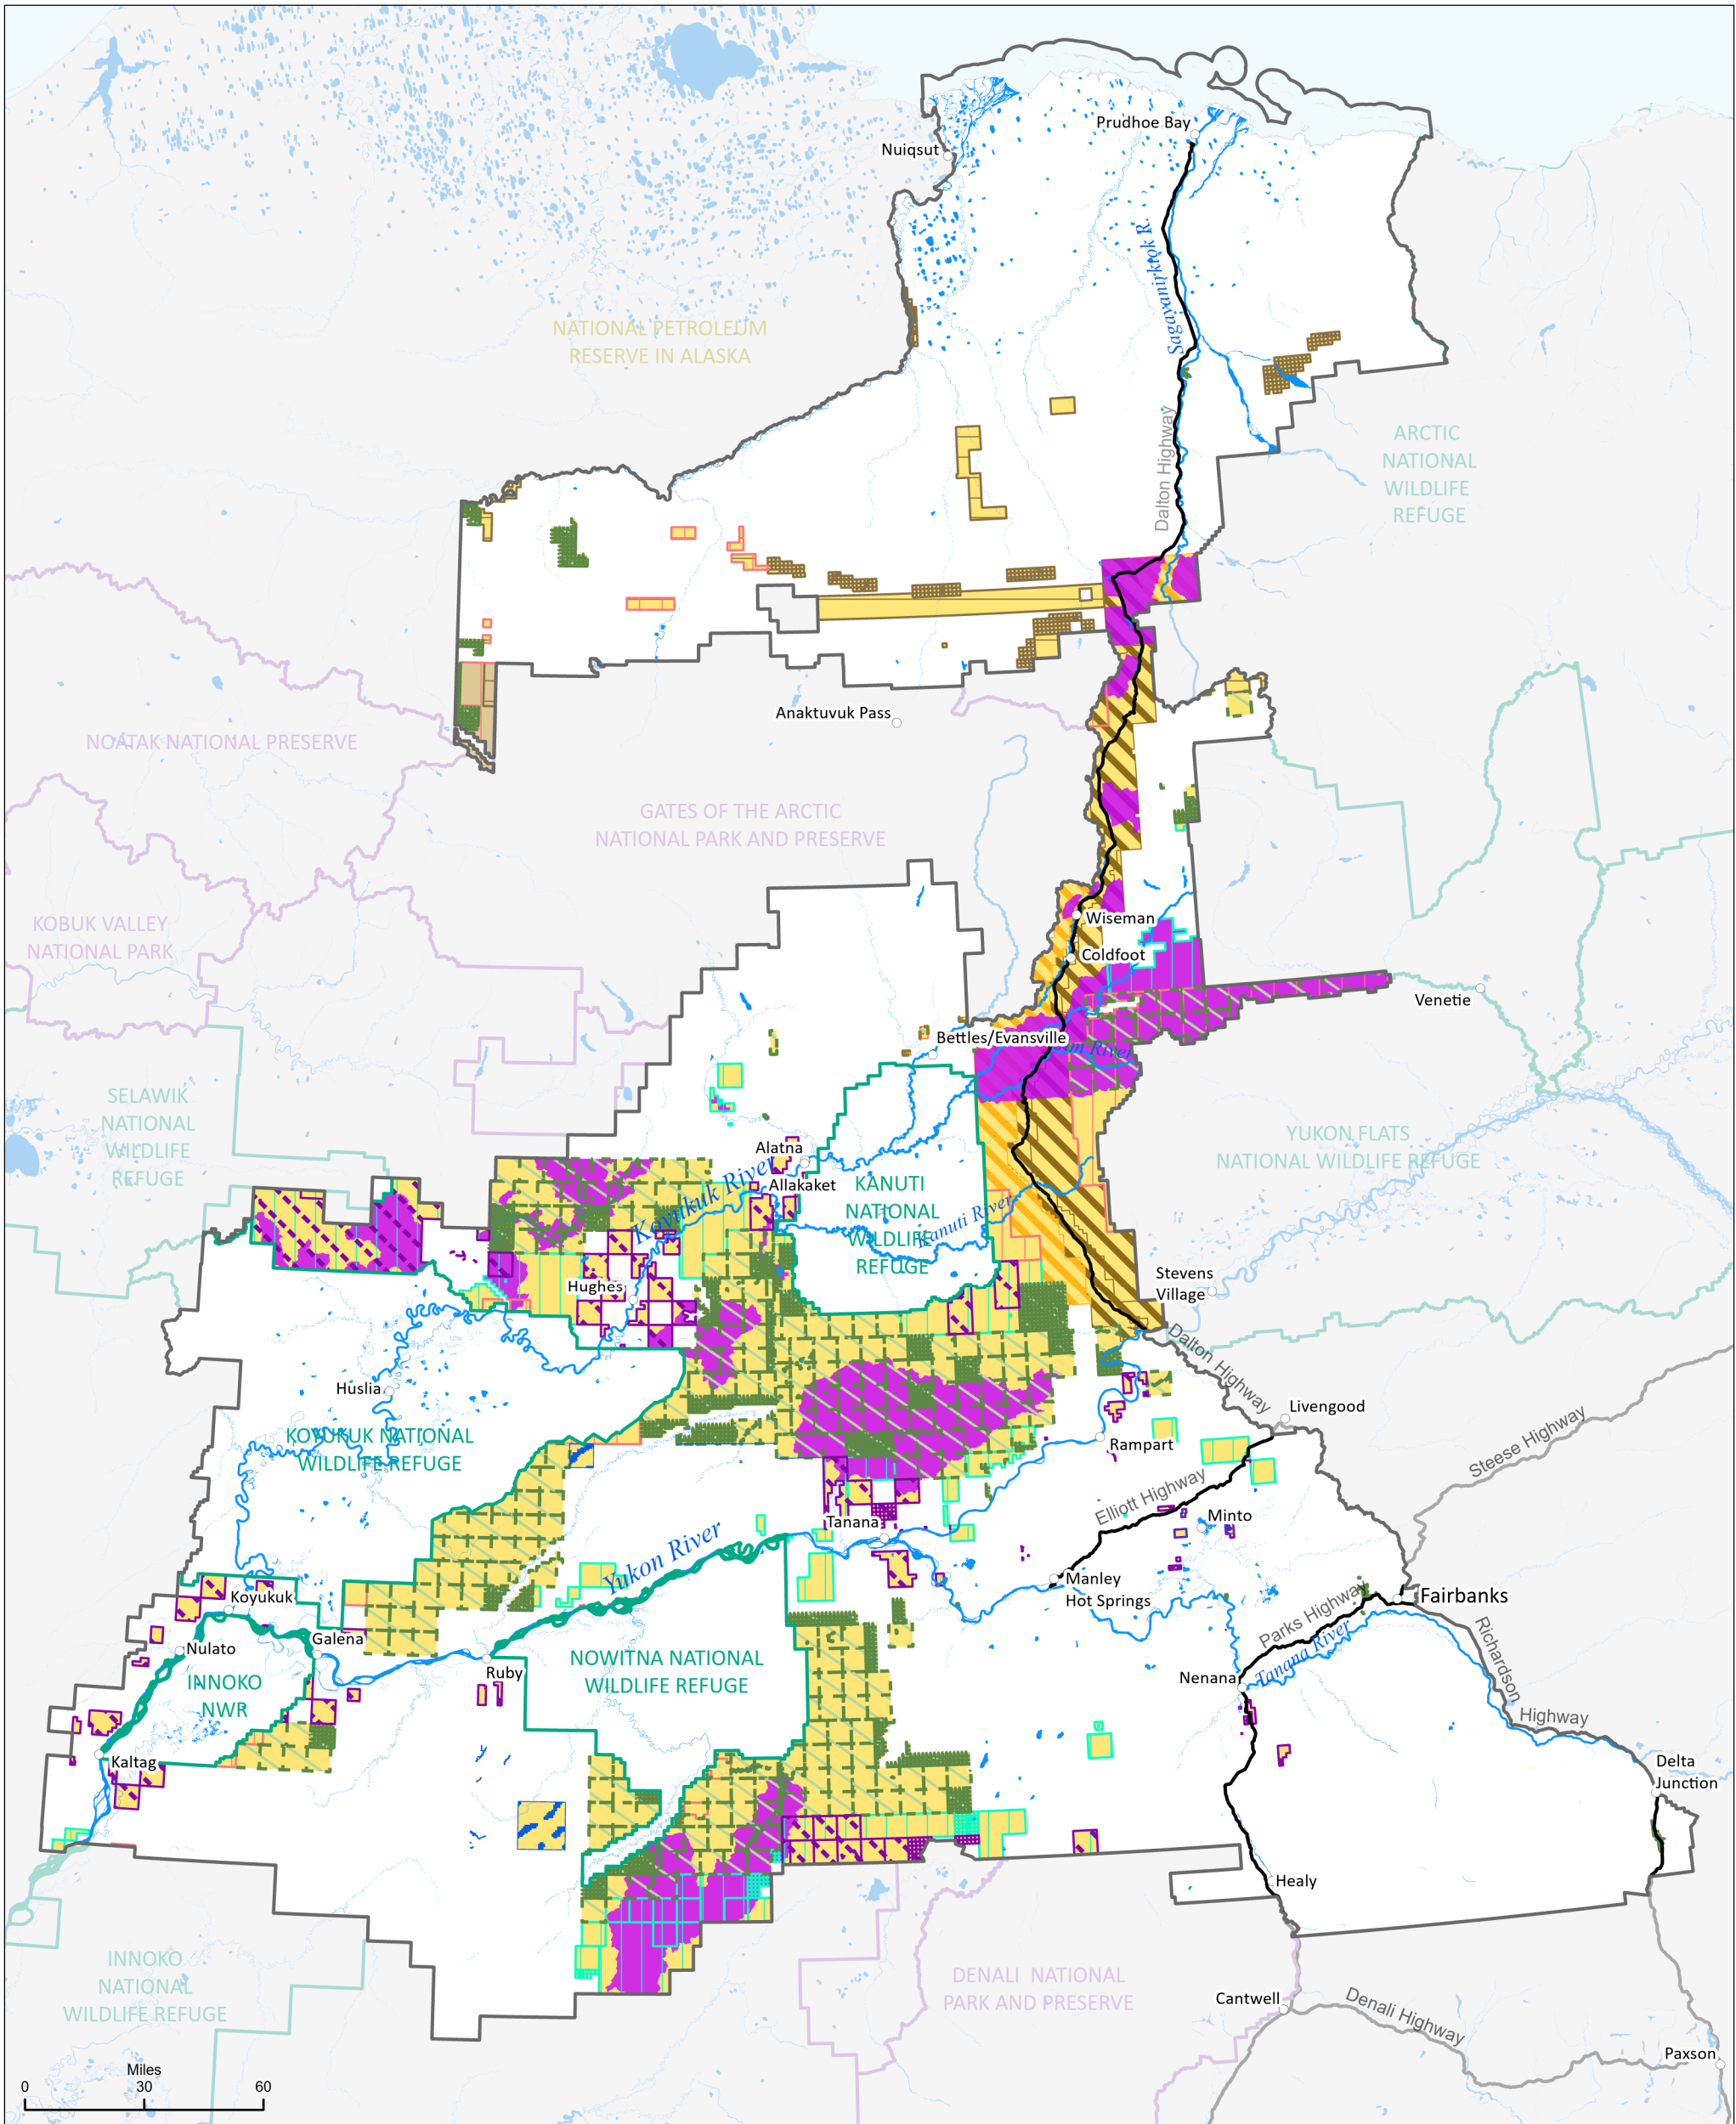 Prudhoe Bay
Nuiqsut
Sagavanirktok R.
NATIONAL PETROLEUM
RESERVE IN ALASKA
Dalton Highway
ARCTIC
NATIONAL
WILDLIFE
REFUGE
Anaktuvuk Pass
NOATAK NATIONAL PRESERVE
GATES OF THE ARCTIC
NATIONAL PARK AND PRESERVE
KOBUK VALLEY
NATIONAL PARK
Wiseman
Coldfoot
Venetie
Bettles/Evansville
River
SELAWIK
NATIONAL
WILDLIFE
REFUGE
YUKON FLATS
NATIONAL WILDLIFE REFUGE
Alatna
Allakaket
Koyukuk River
KANUTI
NATIONAL
WILDLIFE
REFUGE
Kanuti River
Hughes
Stevens
Village
Dalton Highway
Huslia
Livengood
KOYUKUK NATIONAL
WILDLIFE REFUGE
Rampart
Steese Highway
Elliott Highway
Minto
Tanana
Yukon River
Manley
Hot Springs
Fairbanks
Koyukuk
Parks Highway
Nulato
Galena
Tanana River
Richardson
Highway
Ruby
NOWITNA NATIONAL
WILDLIFE REFUGE
Nenana
INNOKO
NWR
Kaltag
Delta
Junction
Healy
INNOKO
NATIONAL
WILDLIFE REFUGE
DENALI NATIONAL
PARK AND PRESERVE
Cantwell
Denali Highway
Paxson
Miles
0 30 60